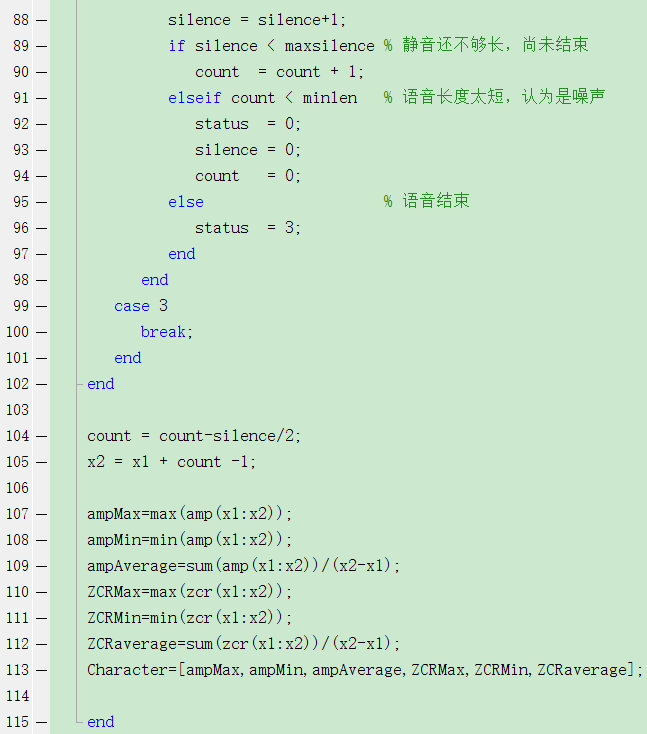 88 — silence = silence+1;
89 — if silence < maxsilence % 静音还不够长，尚未结束
90 — count  = count + 1;
91 — elseif count < minlen   % 语音长度太短，认为是噪声
92 — status  = 0;
93 — silence = 0;
94 — count   = 0;
95 — else                    % 语音结束
96 — status  = 3;
97 — end
98 — end
99 — case 3
100 — break;
101 — end
102 — end
103
104 — count = count-silence/2;
105 — x2 = x1 + count -1;
106
107 — ampMax=max(amp(x1:x2));
108 — ampMin=min(amp(x1:x2));
109 — ampAverage=sum(amp(x1:x2))/(x2-x1);
110 — ZCRMax=max(zcr(x1:x2));
111 — ZCRMin=min(zcr(x1:x2));
112 — ZCRaverage=sum(zcr(x1:x2))/(x2-x1);
113 — Character=[ampMax,ampMin,ampAverage,ZCRMax,ZCRMin,ZCRaverage];
114
115 — end